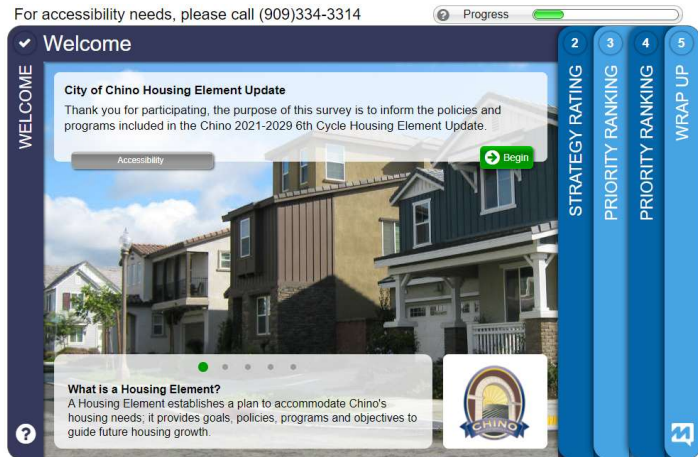 For accessibility needs, please call (909)334-3314
? Progress
Welcome
WELCOME
City of Chino Housing Element Update
Thank you for participating, the purpose of this survey is to inform the policies and
programs included in the Chino 2021-2029 6th Cycle Housing Element Update.
Accessibility
Begin
What is a Housing Element?
A Housing Element establishes a plan to accommodate Chino's
housing needs; it provides goals, policies, programs and objectives to
guide future housing growth.
CHINO
?
2
STRATEGY RATING
3
PRIORITY RANKING
4
PRIORITY RANKING
5
WRAP UP